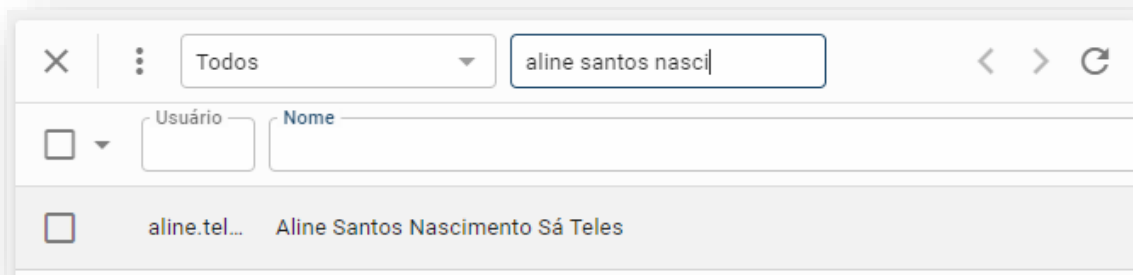 Todos aline santos nasci
Usuário Nome
aline.tel... Aline Santos Nascimento Sá Teles